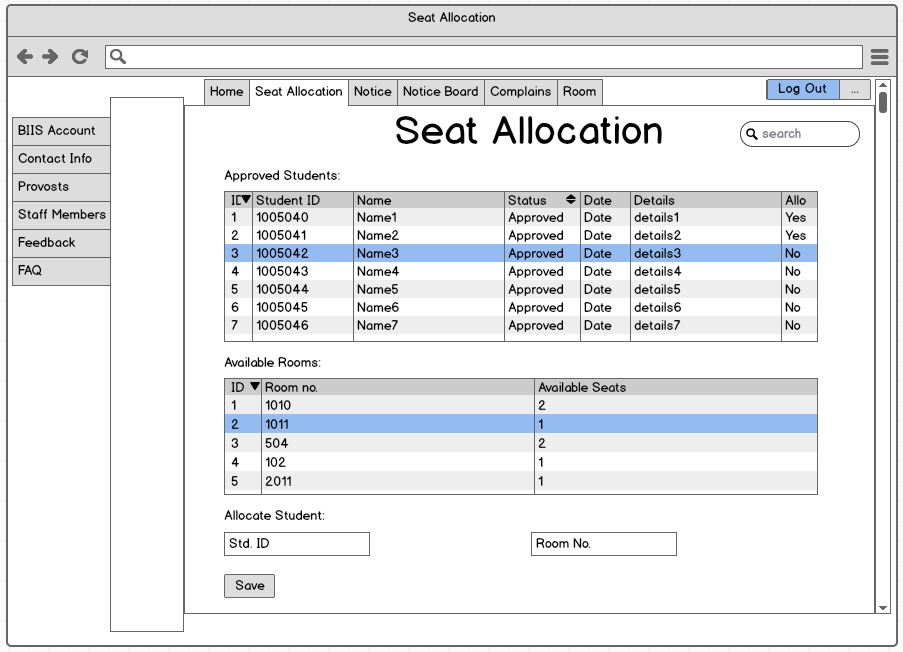 Seat Allocation
Home Seat Allocation Notice Notice Board Complains Room Log Out ...
BIIS Account
Contact Info
Provosts
Staff Members
Feedback
FAQ
Seat Allocation
search
Approved Students:
ID Student ID Name Status Date Details Allo
1 1005040 Name1 Approved Date details1 Yes
2 1005041 Name2 Approved Date details2 Yes
3 1005042 Name3 Approved Date details3 No
4 1005043 Name4 Approved Date details4 No
5 1005044 Name5 Approved Date details5 No
6 1005045 Name6 Approved Date details6 No
7 1005046 Name7 Approved Date details7 No
Available Rooms:
ID Room no. Available Seats
1 1010 2
2 1011 1
3 504 2
4 102 1
5 2011 1
Allocate Student:
Std. ID Room No.
Save